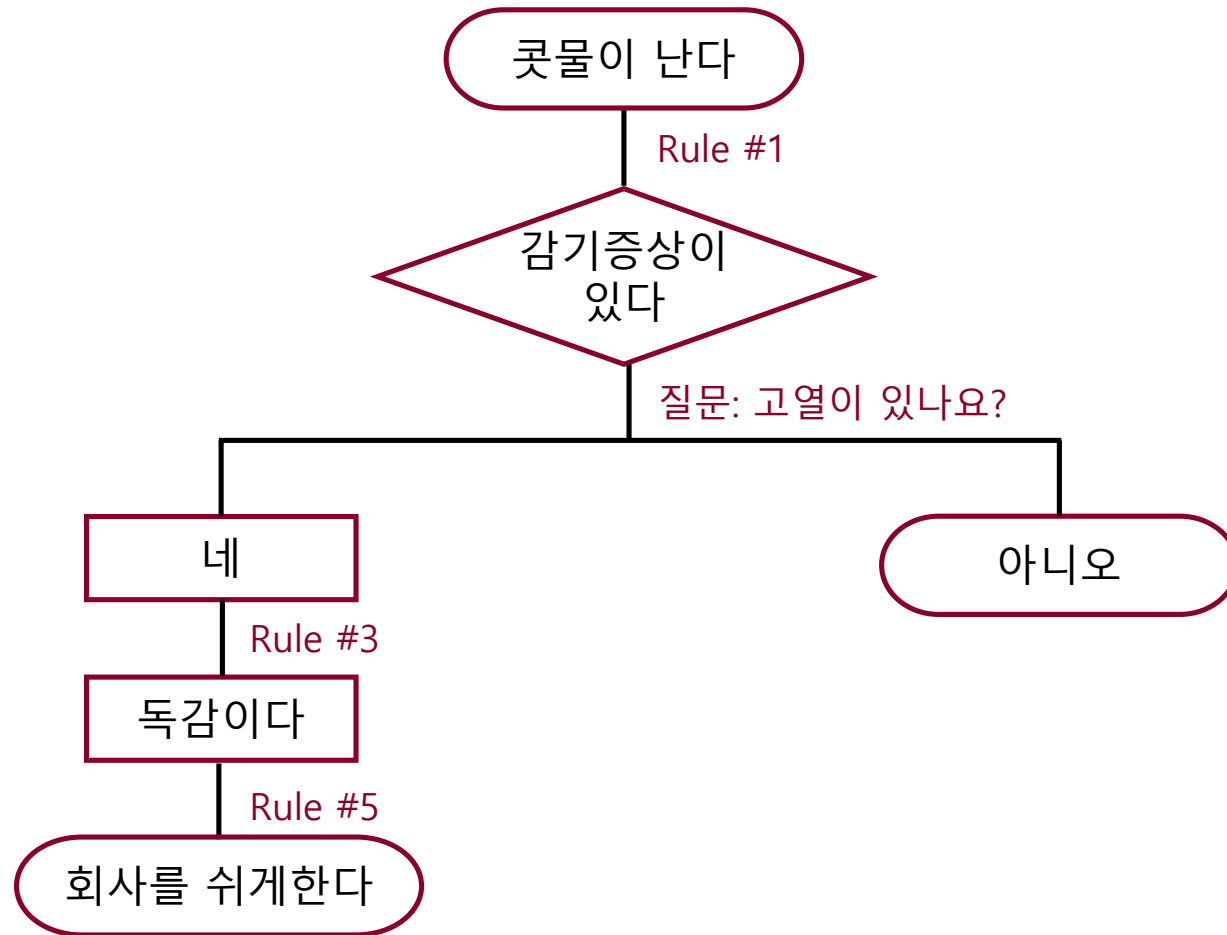 콧물이 난다
Rule #1
감기증상이
있다
질문: 고열이 있나요?
네
아니오
Rule #3
독감이다
Rule #5
회사를 쉬게한다